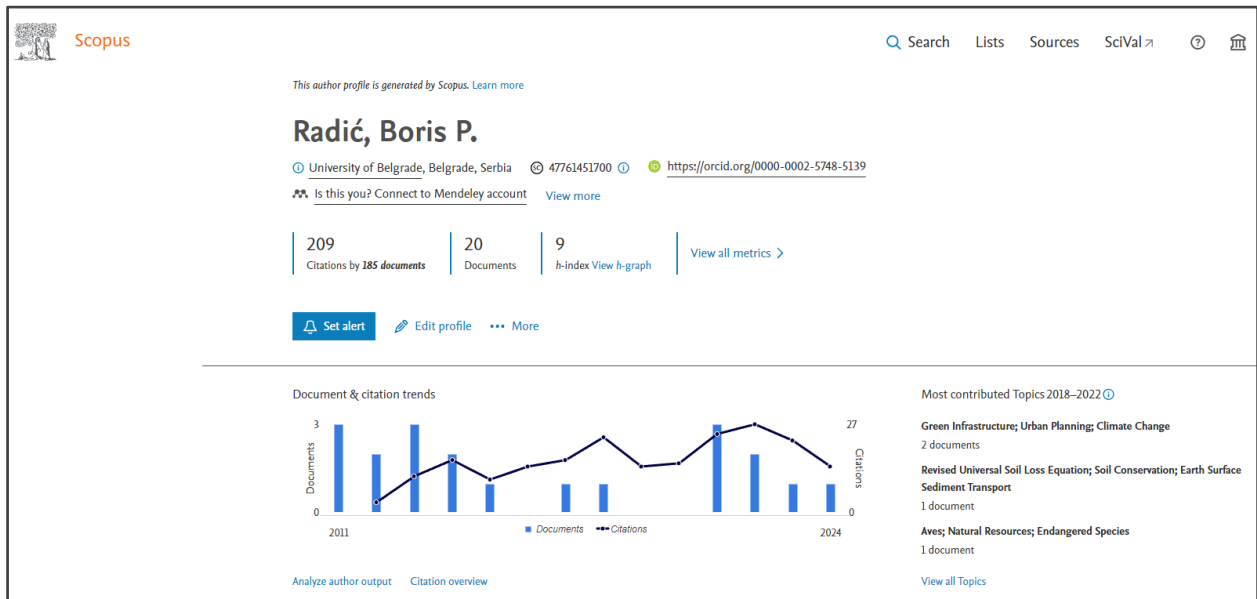 Scopus
Search Lists Sources SciVal
This author profile is generated by Scopus. Learn more
Radić, Boris P.
University of Belgrade, Belgrade, Serbia SC 47761451700 iD https://orcid.org/0000-0002-5748-5139
Is this you? Connect to Mendeley account View more
209 20 9
Citations by 185 documents Documents h-index View h-graph View all metrics
Set alert Edit profile More
Document & citation trends
3 27
Documents
Citations
0 0
2011 2024
Documents Citations
Analyze author output Citation overview
Most contributed Topics 2018–2022
Green Infrastructure; Urban Planning; Climate Change
2 documents
Revised Universal Soil Loss Equation; Soil Conservation; Earth Surface
Sediment Transport
1 document
Aves; Natural Resources; Endangered Species
1 document
View all Topics